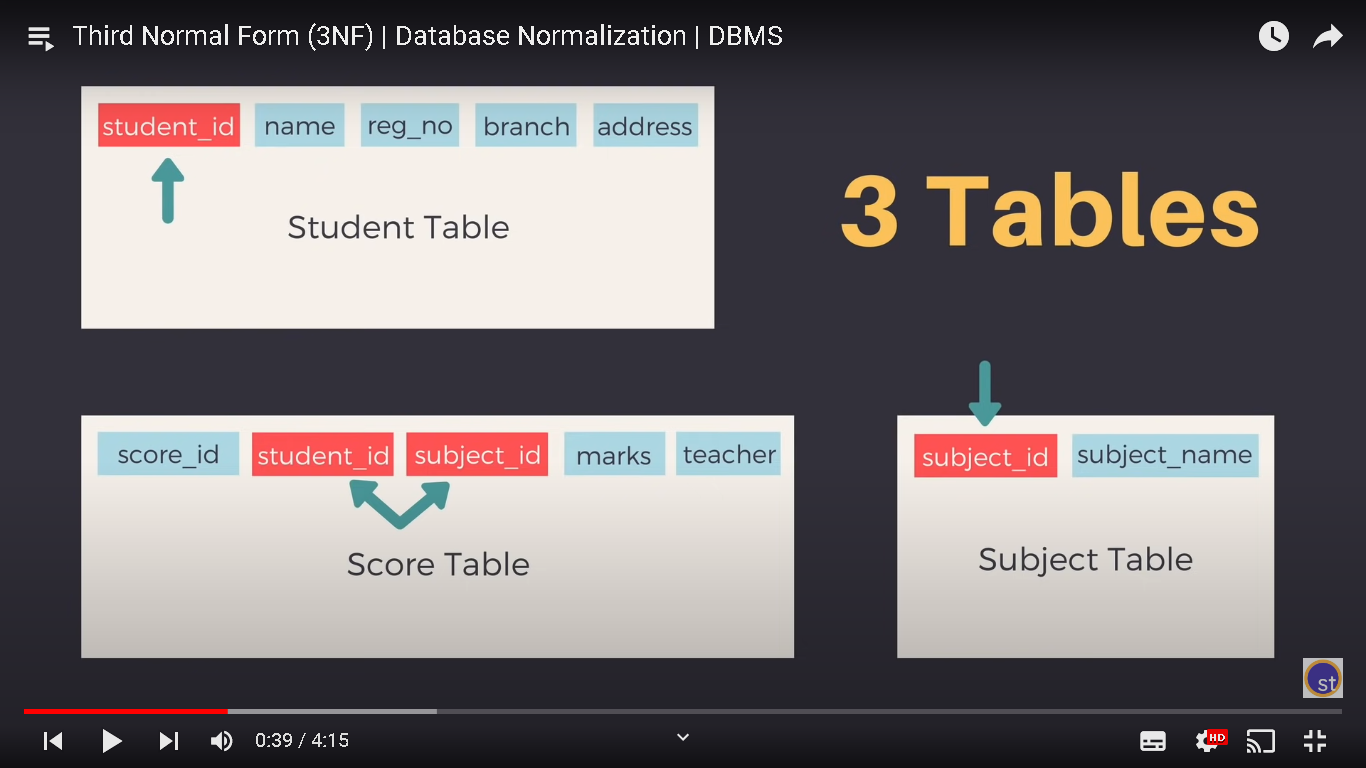 Third Normal Form (3NF) | Database Normalization | DBMS
student_id name reg_no branch address
Student Table
3 Tables
score_id student_id subject_id marks teacher
Score Table
subject_id subject_name
Subject Table
st
0:39 / 4:15
HD